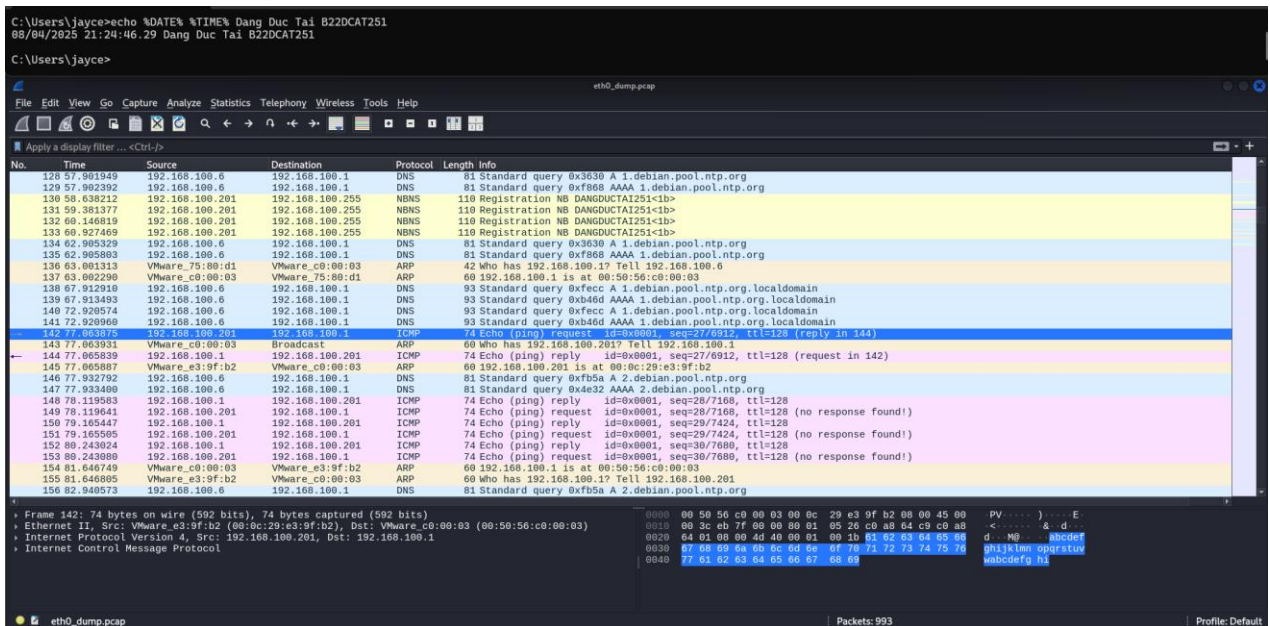 C:\Users\jayce>echo %DATE% %TIME% Dang Duc Tai B22DCAT251
08/04/2025 21:24:46.29 Dang Duc Tai B22DCAT251
C:\Users\jayce>
eth0_dump.pcap
File Edit View Go Capture Analyze Statistics Telephony Wireless Tools Help
Apply a display filter ... <Ctrl-/>
No. Time Source Destination Protocol Length Info
128 57.901949 192.168.100.6 192.168.100.1 DNS 81 Standard query 0x3630 A 1.debian.pool.ntp.org
129 57.902392 192.168.100.6 192.168.100.1 DNS 81 Standard query 0xf868 AAAA 1.debian.pool.ntp.org
130 58.638212 192.168.100.201 192.168.100.255 NBNS 110 Registration NB DANGDUCTAI251<1b>
131 59.381377 192.168.100.201 192.168.100.255 NBNS 110 Registration NB DANGDUCTAI251<1b>
132 60.146819 192.168.100.201 192.168.100.255 NBNS 110 Registration NB DANGDUCTAI251<1b>
133 60.927469 192.168.100.201 192.168.100.255 NBNS 110 Registration NB DANGDUCTAI251<1b>
134 62.905329 192.168.100.6 192.168.100.1 DNS 81 Standard query 0x3630 A 1.debian.pool.ntp.org
135 62.905803 192.168.100.6 192.168.100.1 DNS 81 Standard query 0xf868 AAAA 1.debian.pool.ntp.org
136 63.001313 VMware_75:80:d1 VMware_c0:00:03 ARP 42 Who has 192.168.100.1? Tell 192.168.100.6
137 63.002290 VMware_c0:00:03 VMware_75:80:d1 ARP 60 192.168.100.1 is at 00:50:56:c0:00:03
138 67.912910 192.168.100.6 192.168.100.1 DNS 93 Standard query 0xfecc A 1.debian.pool.ntp.org.localdomain
139 67.913493 192.168.100.6 192.168.100.1 DNS 93 Standard query 0xb46d AAAA 1.debian.pool.ntp.org.localdomain
140 72.920574 192.168.100.6 192.168.100.1 DNS 93 Standard query 0xfecc A 1.debian.pool.ntp.org.localdomain
141 72.920960 192.168.100.6 192.168.100.1 DNS 93 Standard query 0xb46d AAAA 1.debian.pool.ntp.org.localdomain
142 77.063875 192.168.100.201 192.168.100.1 ICMP 74 Echo (ping) request id=0x0001, seq=27/6912, ttl=128 (reply in 144)
143 77.063931 VMware_c0:00:03 Broadcast ARP 60 Who has 192.168.100.201? Tell 192.168.100.1
144 77.065839 192.168.100.1 192.168.100.201 ICMP 74 Echo (ping) reply id=0x0001, seq=27/6912, ttl=128 (request in 142)
145 77.065887 VMware_e3:9f:b2 VMware_c0:00:03 ARP 60 192.168.100.201 is at 00:0c:29:e3:9f:b2
146 77.932792 192.168.100.6 192.168.100.1 DNS 81 Standard query 0xfb5a A 2.debian.pool.ntp.org
147 77.933400 192.168.100.6 192.168.100.1 DNS 81 Standard query 0x4e32 AAAA 2.debian.pool.ntp.org
148 78.119583 192.168.100.1 192.168.100.201 ICMP 74 Echo (ping) reply id=0x0001, seq=28/7168, ttl=128
149 78.119641 192.168.100.201 192.168.100.1 ICMP 74 Echo (ping) request id=0x0001, seq=28/7168, ttl=128 (no response found!)
150 79.165447 192.168.100.1 192.168.100.201 ICMP 74 Echo (ping) reply id=0x0001, seq=29/7424, ttl=128
151 79.165505 192.168.100.201 192.168.100.1 ICMP 74 Echo (ping) request id=0x0001, seq=29/7424, ttl=128 (no response found!)
152 80.243024 192.168.100.1 192.168.100.201 ICMP 74 Echo (ping) reply id=0x0001, seq=30/7680, ttl=128
153 80.243080 192.168.100.201 192.168.100.1 ICMP 74 Echo (ping) request id=0x0001, seq=30/7680, ttl=128 (no response found!)
154 81.646749 VMware_c0:00:03 VMware_e3:9f:b2 ARP 60 192.168.100.1 is at 00:50:56:c0:00:03
155 81.646805 VMware_e3:9f:b2 VMware_c0:00:03 ARP 60 Who has 192.168.100.1? Tell 192.168.100.201
156 82.940573 192.168.100.6 192.168.100.1 DNS 81 Standard query 0xfb5a A 2.debian.pool.ntp.org
Frame 142: 74 bytes on wire (592 bits), 74 bytes captured (592 bits)
Ethernet II, Src: VMware_e3:9f:b2 (00:0c:29:e3:9f:b2), Dst: VMware_c0:00:03 (00:50:56:c0:00:03)
Internet Protocol Version 4, Src: 192.168.100.201, Dst: 192.168.100.1
Internet Control Message Protocol
0000 00 50 56 c0 00 03 00 0c 29 e3 9f b2 08 00 45 00 ·PV·····)·····E·
0010 00 3c eb 7f 00 00 80 01 05 26 c0 a8 64 c9 c0 a8 ·<·······&··d···
0020 64 01 08 00 4d 40 00 01 00 1b 61 62 63 64 65 66 d···M@····abcdef
0030 67 68 69 6a 6b 6c 6d 6e 6f 70 71 72 73 74 75 76 ghijklmn opqrstuv
0040 77 61 62 63 64 65 66 67 68 69 wabcdefg hi
eth0_dump.pcap Packets: 993 Profile: Default